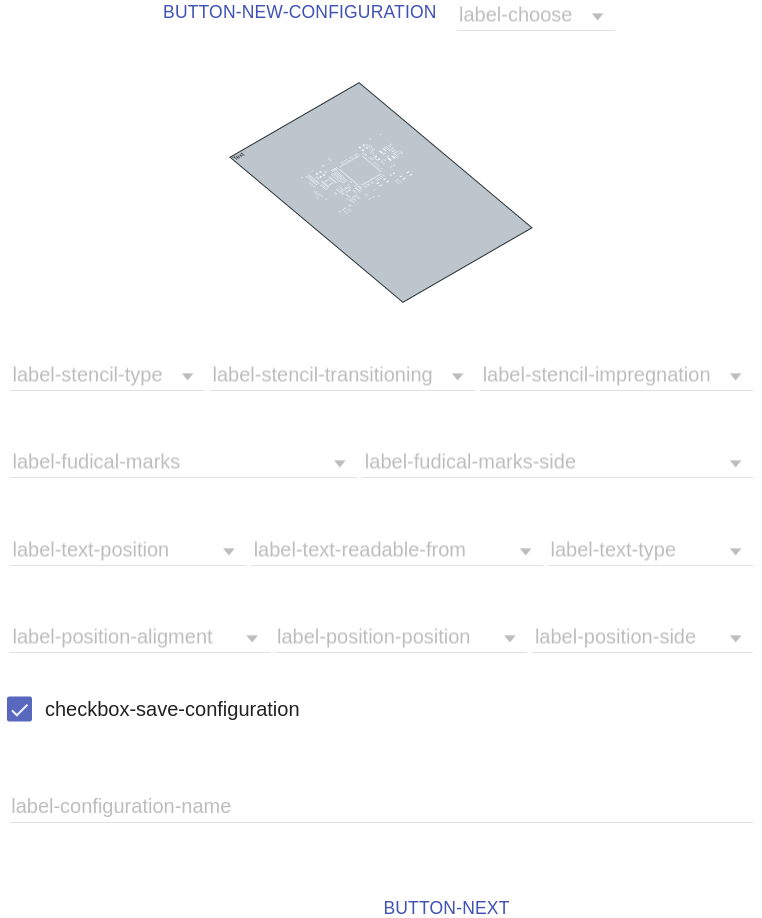 BUTTON-NEW-CONFIGURATION label-choose
Text
label-stencil-type label-stencil-transitioning label-stencil-impregnation
label-fudical-marks label-fudical-marks-side
label-text-position label-text-readable-from label-text-type
label-position-aligment label-position-position label-position-side
checkbox-save-configuration
label-configuration-name
BUTTON-NEXT